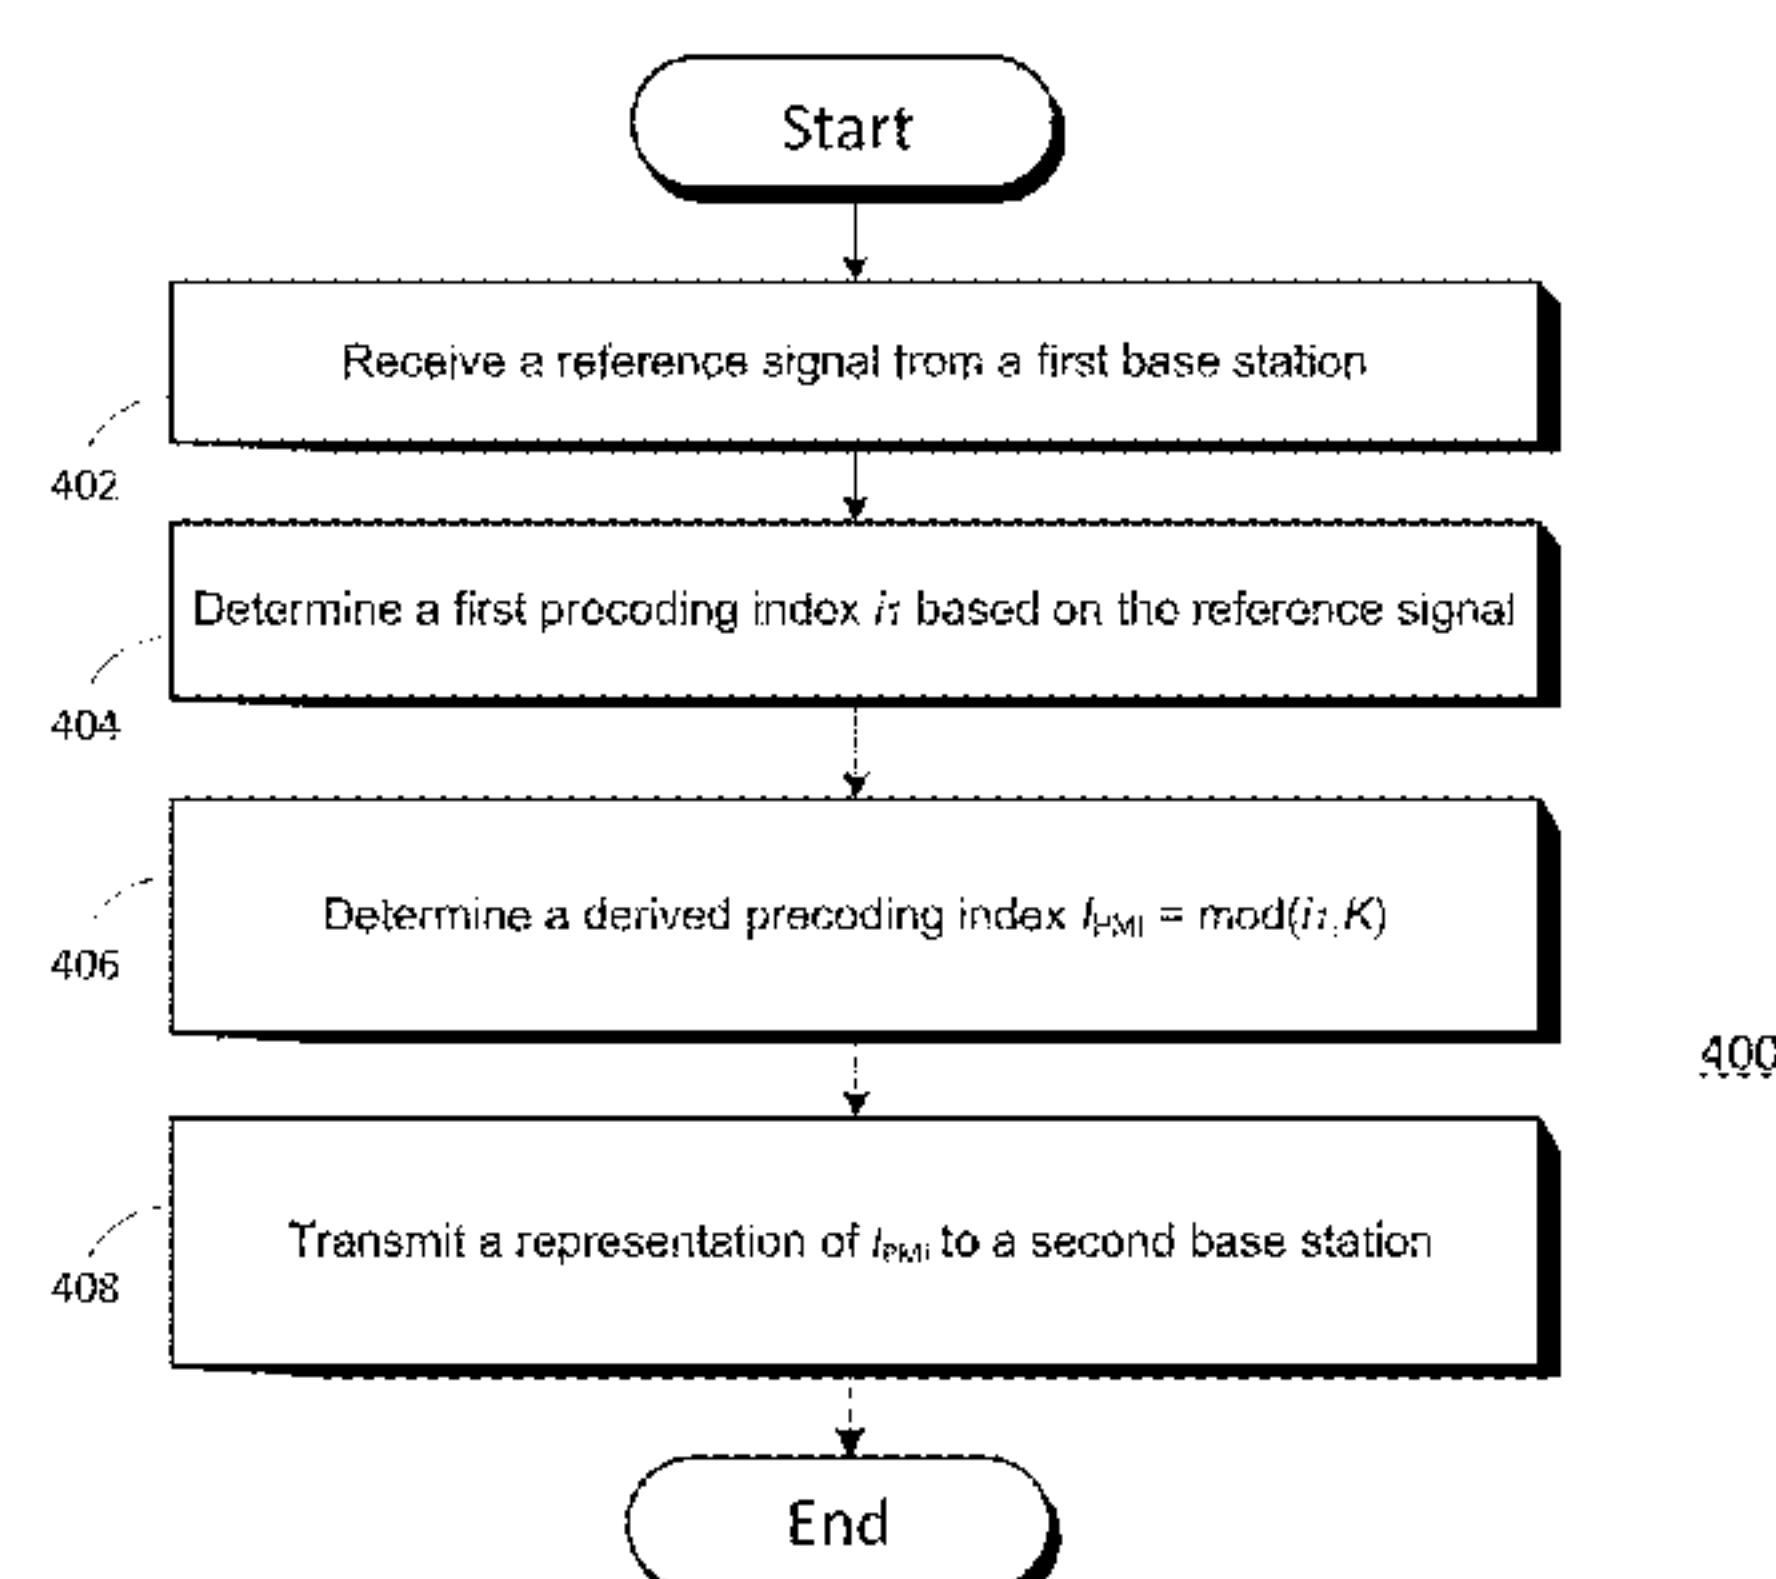 Start
Receive a reference signal from a first base station
402
Determine a first precoding index i1 based on the reference signal
404
Determine a derived precoding index IPMI = mod(i1,K)
406
400
Transmit a representation of IPMI to a second base station
408
End